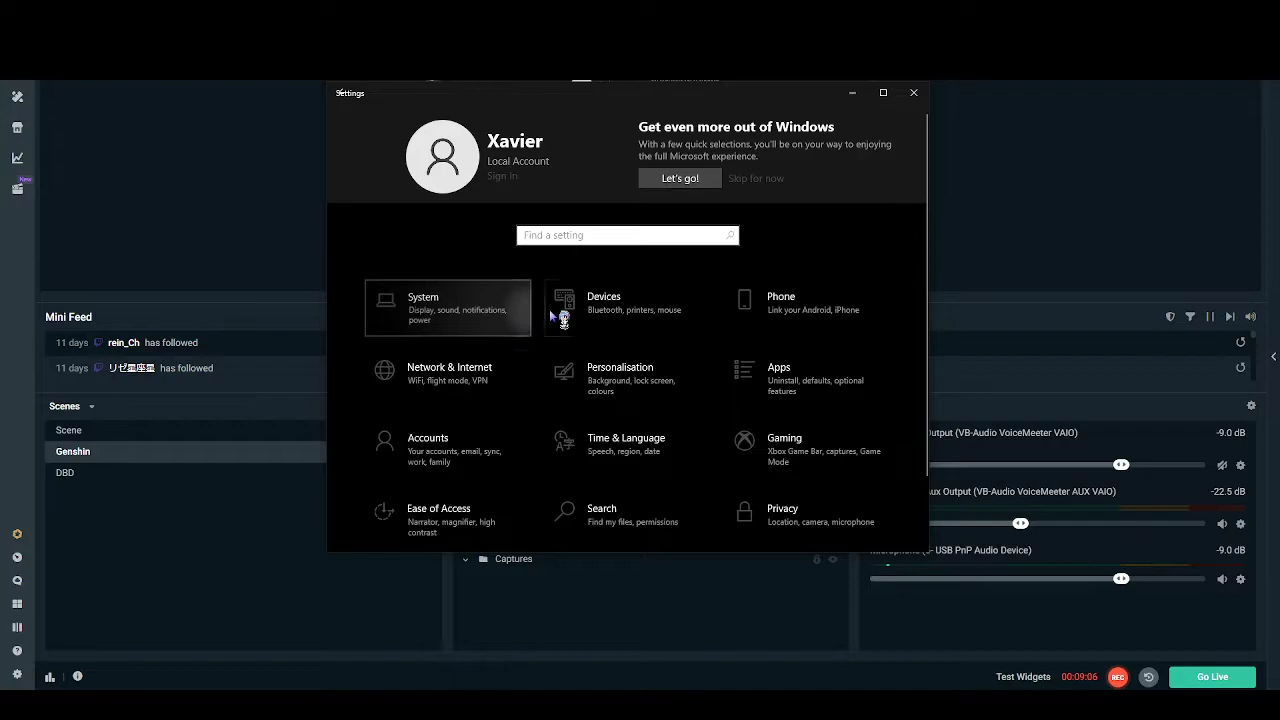 Settings
Xavier
Local Account
Sign In
Get even more out of Windows
With a few quick selections, you'll be on your way to enjoying
the full Microsoft experience.
Let's go!
Skip for now
Find a setting
System
Display, sound, notifications,
power
Devices
Bluetooth, printers, mouse
Phone
Link your Android, iPhone
Network & Internet
WiFi, flight mode, VPN
Personalisation
Background, lock screen,
colours
Apps
Uninstall, defaults, optional
features
Accounts
Your accounts, email, sync,
work, family
Time & Language
Speech, region, date
Gaming
Xbox Game Bar, captures, Game
Mode
Ease of Access
Narrator, magnifier, high
contrast
Search
Find my files, permissions
Privacy
Location, camera, microphone
New
Mini Feed
11 days rein_Ch has followed
11 days リゼ星座星 has followed
Scenes
Scene
Genshin
DBD
Captures
Output (VB-Audio VoiceMeeter VAIO) -9.0 dB
Output (VB-Audio VoiceMeeter AUX VAIO) -22.5 dB
USB PnP Audio Device) -9.0 dB
Test Widgets 00:09:06 REC Go Live